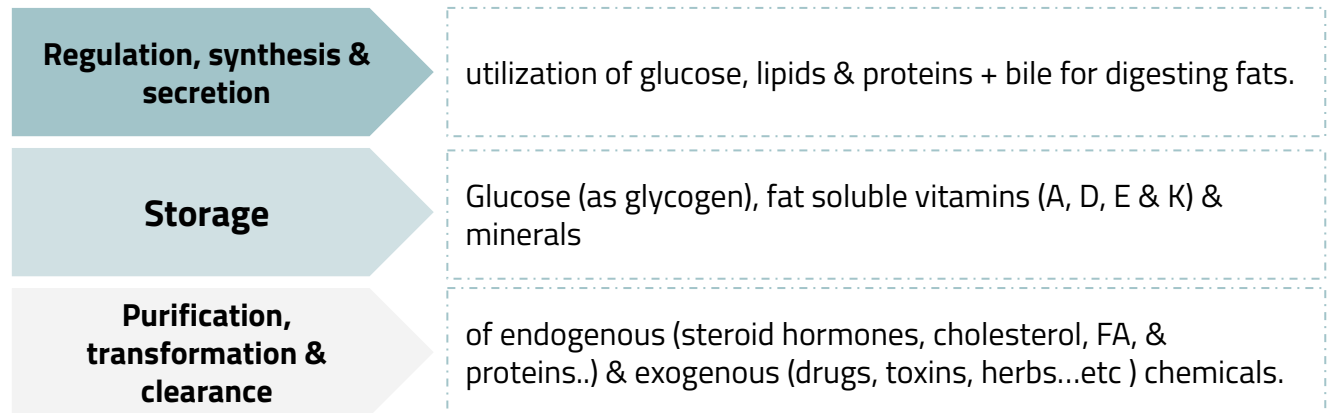 Regulation, synthesis &
secretion
utilization of glucose, lipids & proteins + bile for digesting fats.
Storage
Glucose (as glycogen), fat soluble vitamins (A, D, E & K) &
minerals
Purification,
transformation &
clearance
of endogenous (steroid hormones, cholesterol, FA, &
proteins..) & exogenous (drugs, toxins, herbs...etc ) chemicals.